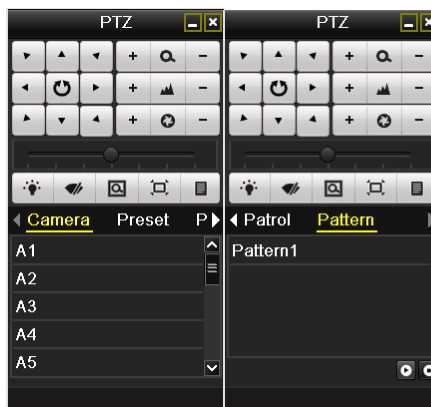 PTZ
Camera Preset P
A1
A2
A3
A4
A5
PTZ
Patrol Pattern
Pattern1